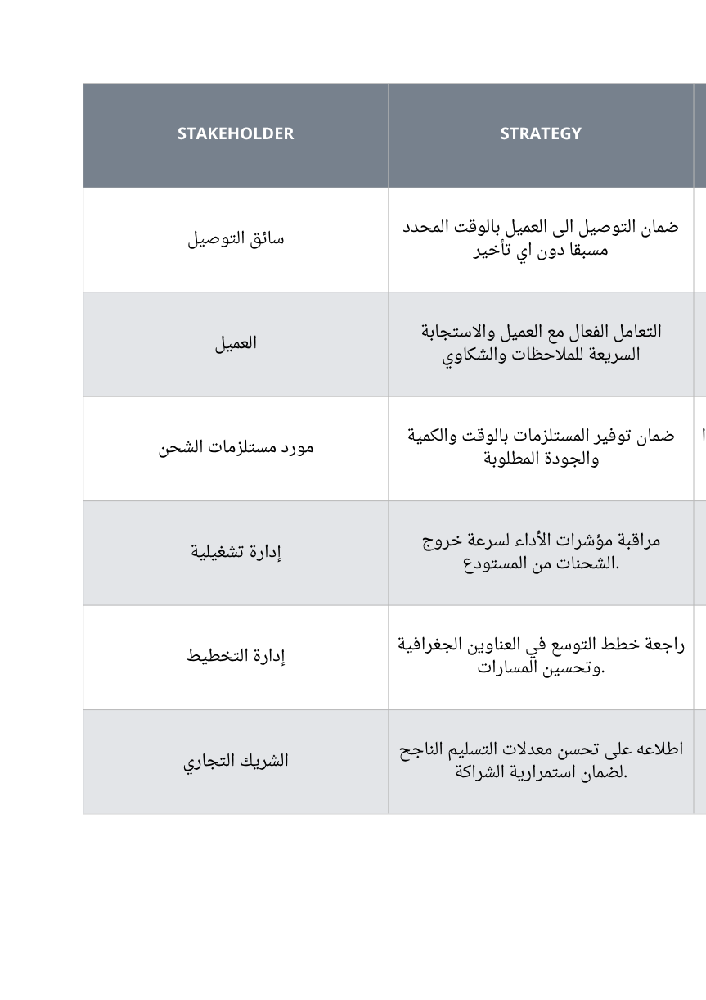 STAKEHOLDER
STRATEGY
سائق التوصيل
ضمان التوصيل الى العميل بالوقت المحدد
مسبقا دون اي تأخير
العميل
التعامل الفعال مع العميل والاستجابة
السريعة للملاحظات والشكاوي
مورد مستلزمات الشحن
ضمان توفير المستلزمات بالوقت والكمية
والجودة المطلوبة
إدارة تشغيلية
مراقبة مؤشرات الأداء لسرعة خروج
.الشحنات من المستودع
إدارة التخطيط
راجعة خطط التوسع في العناوين الجغرافية
.وتحسين المسارات
الشريك التجاري
اطلاعه على تحسن معدلات التسليم الناجح
.لضمان استمرارية الشراكة